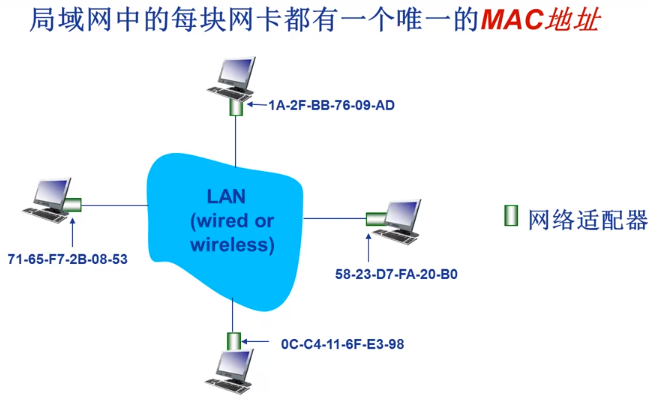 局域网中的每块网卡都有一个唯一的MAC地址
1A-2F-BB-76-09-AD
LAN
(wired or
wireless)
网络适配器
71-65-F7-2B-08-53
58-23-D7-FA-20-B0
0C-C4-11-6F-E3-98